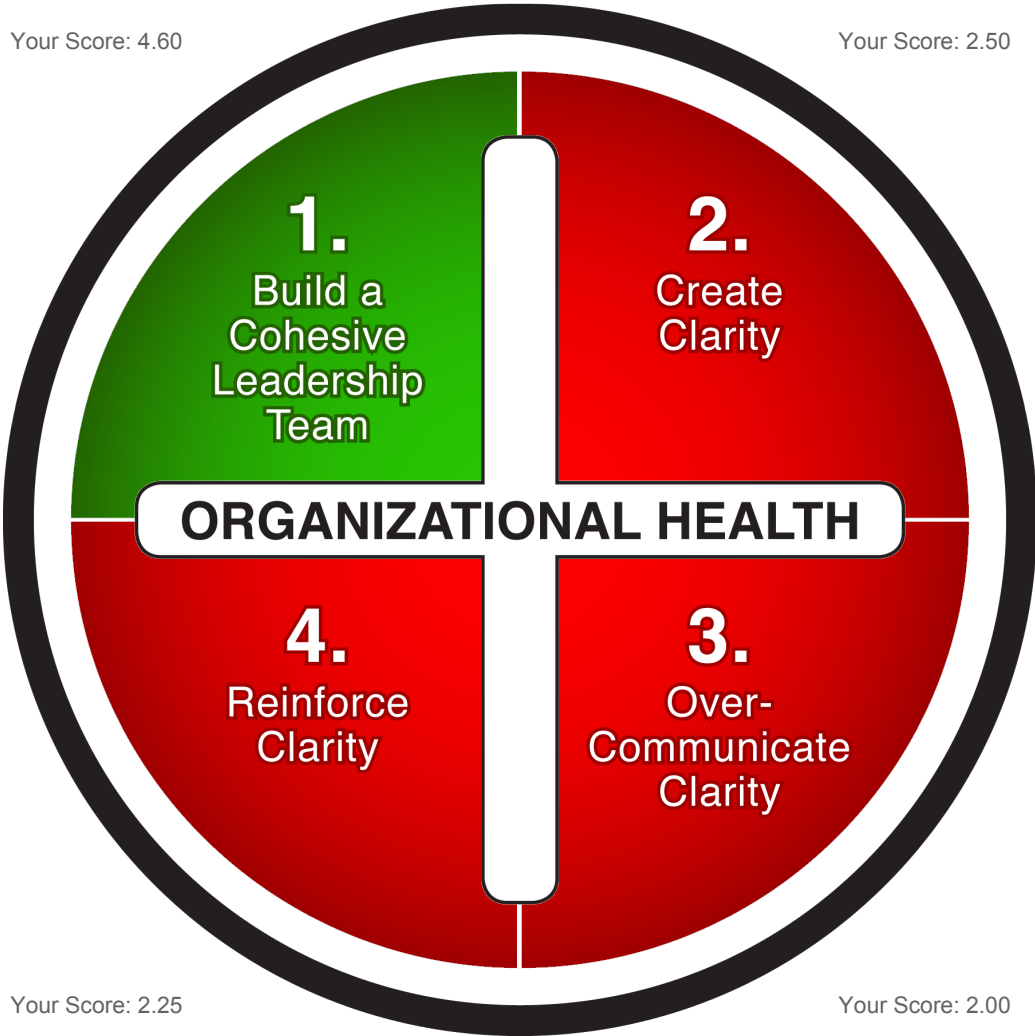 Your Score: 4.60
Your Score: 2.50
1.
Build a
Cohesive
Leadership
Team
2.
Create
Clarity
ORGANIZATIONAL HEALTH
4.
Reinforce
Clarity
3.
Over-
Communicate
Clarity
Your Score: 2.25
Your Score: 2.00